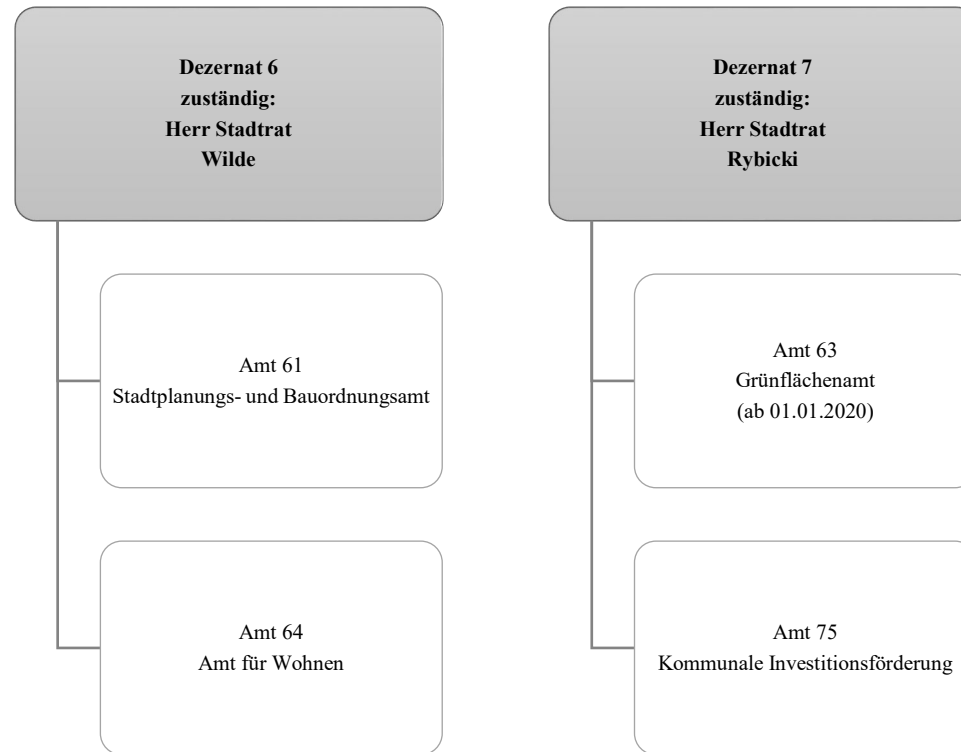 Dezernat 6
zuständig:
Herr Stadtrat
Wilde
Amt 61
Stadtplanungs- und Bauordnungsamt
Amt 64
Amt für Wohnen
Dezernat 7
zuständig:
Herr Stadtrat
Rybicki
Amt 63
Grünflächenamt
(ab 01.01.2020)
Amt 75
Kommunale Investitionsförderung